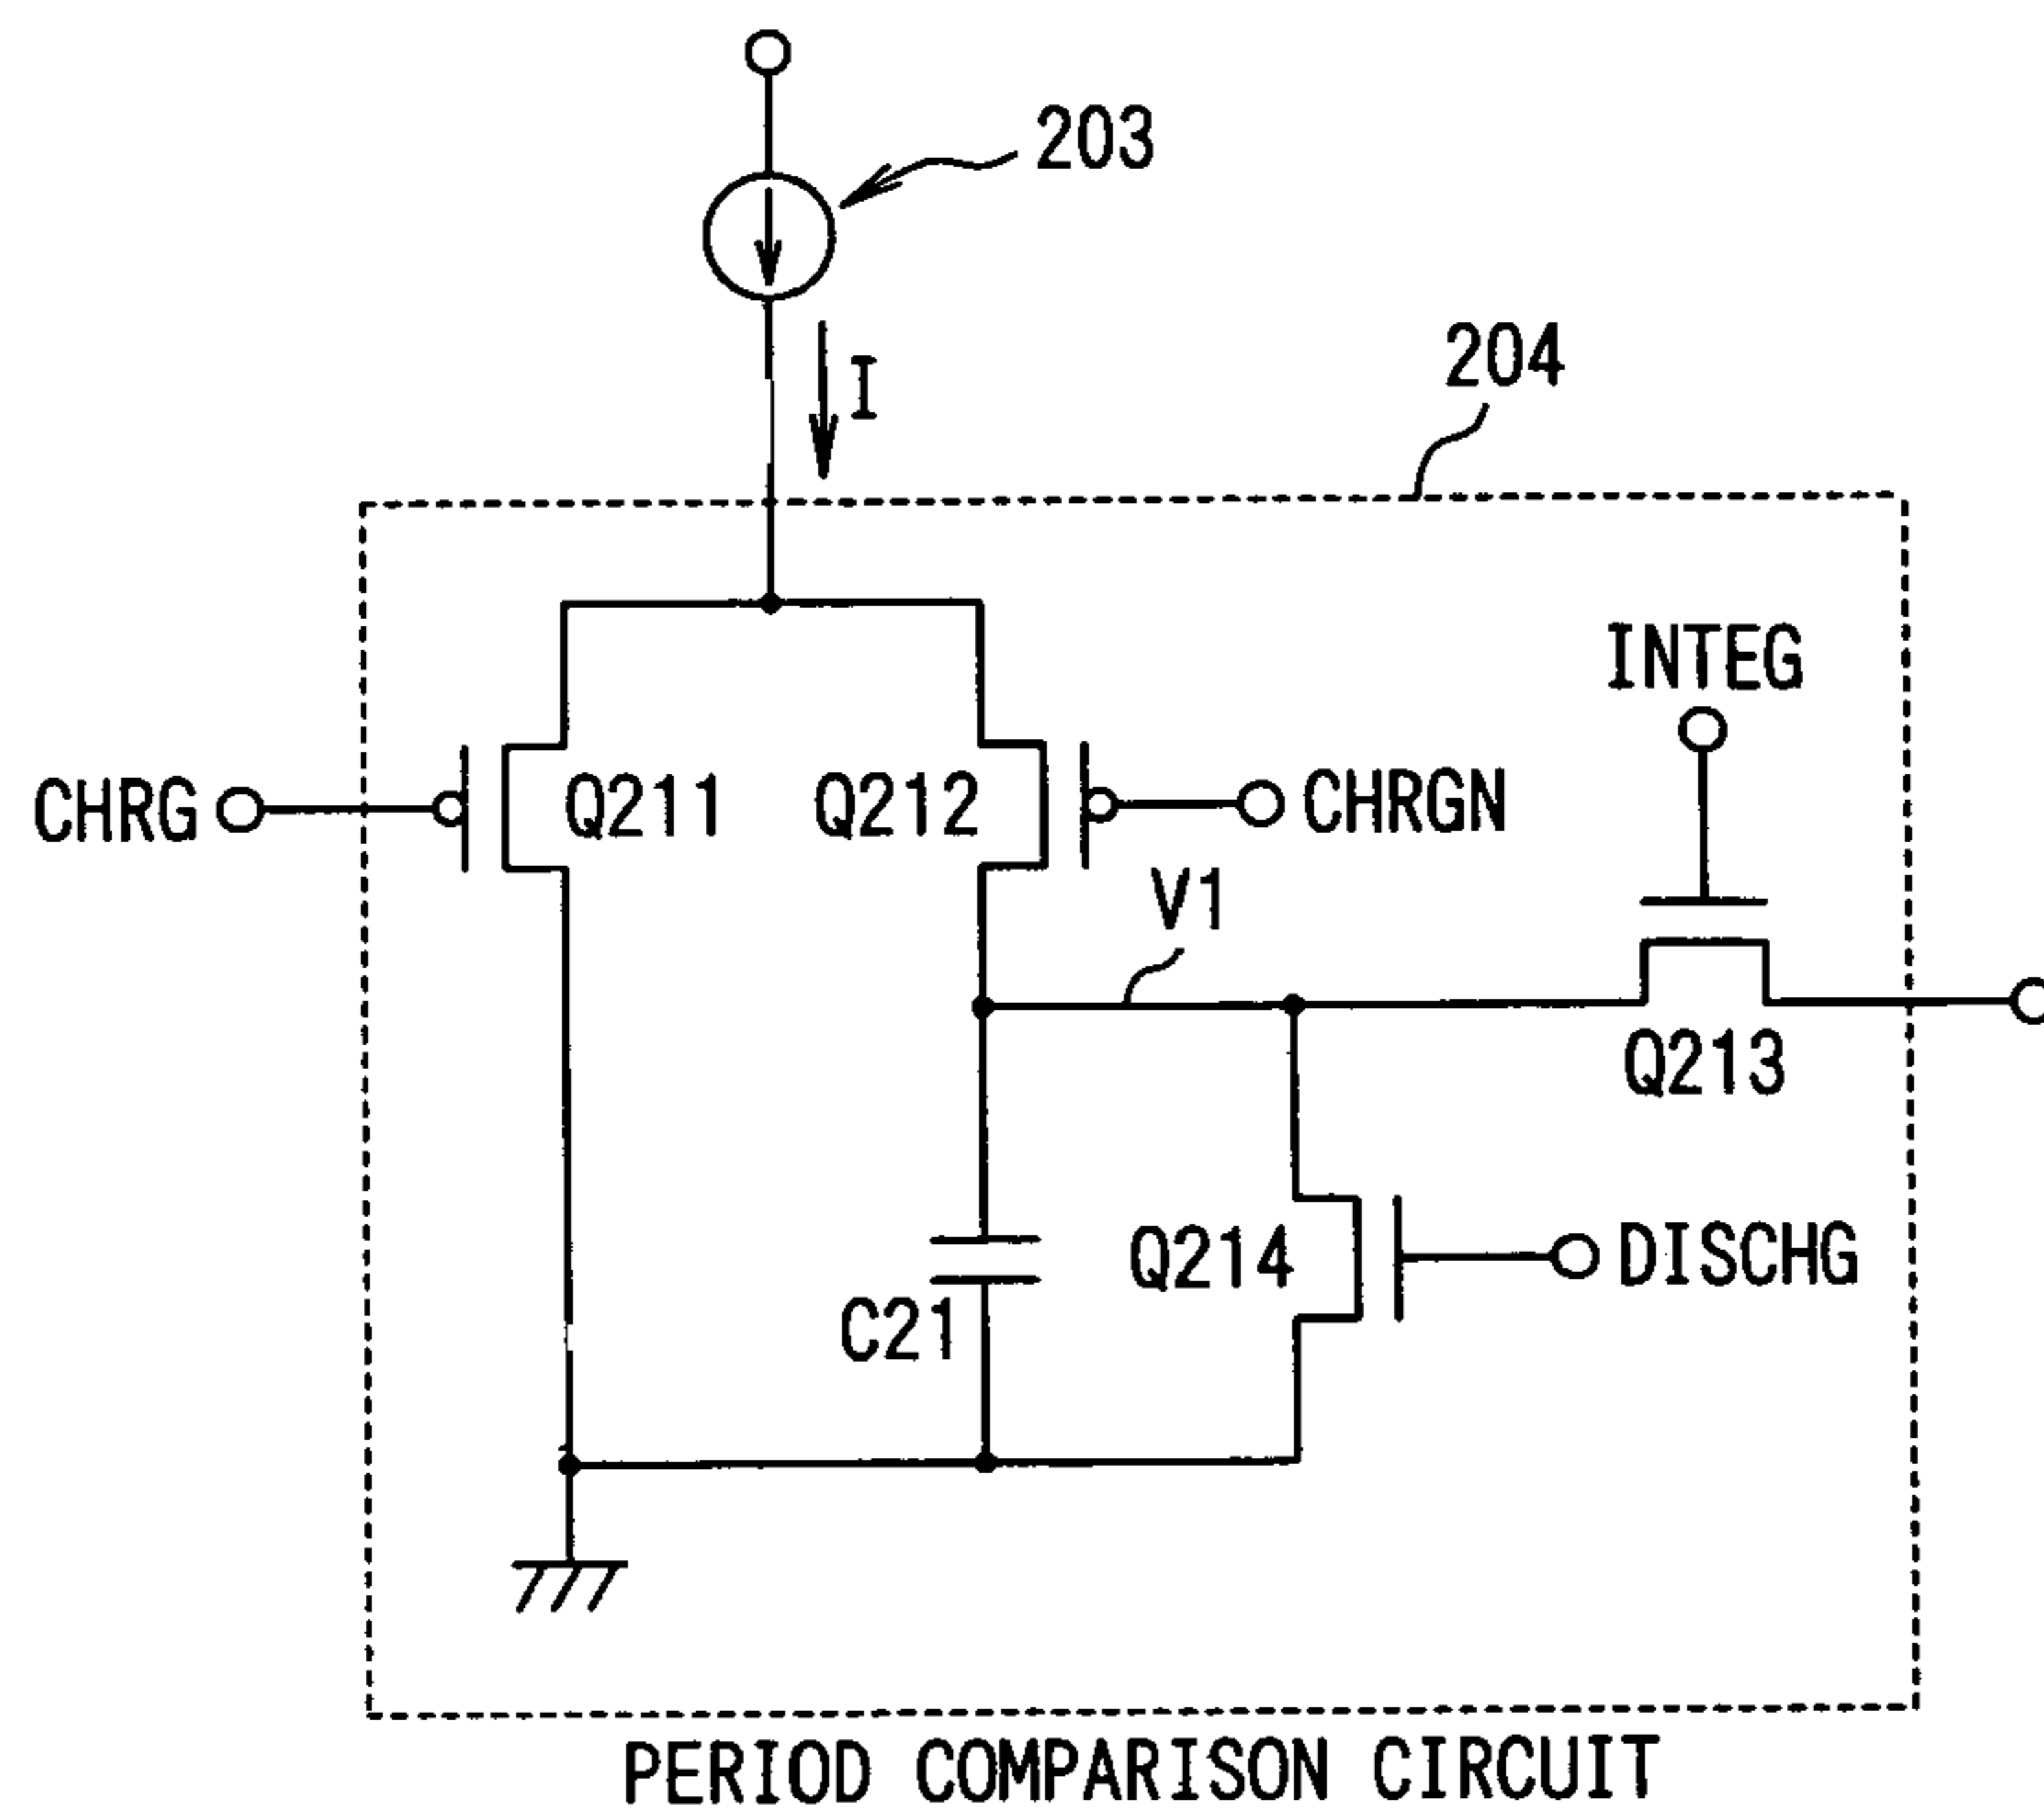 203
I
204
INTEG
CHRG
Q211
Q212
CHRGN
V1
Q213
Q214
DISCHG
C21
PERIOD COMPARISON CIRCUIT